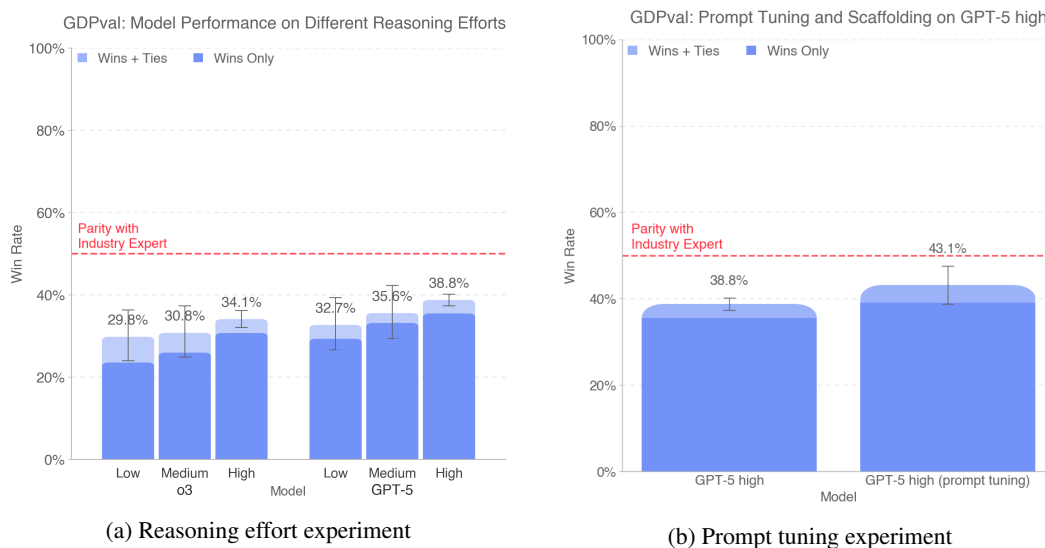 GDPval: Model Performance on Different Reasoning Efforts
100%
Wins + Ties
Wins Only
80%
60%
Parity with
Industry Expert
Win Rate
40%
29.8%
30.8%
34.1%
32.7%
35.6%
38.8%
20%
0%
Low
Medium
High
Low
Medium
High
o3
Model
GPT-5
(a) Reasoning effort experiment
GDPval: Prompt Tuning and Scaffolding on GPT-5 high
100%
Wins + Ties
Wins Only
80%
60%
Parity with
Industry Expert
Win Rate
43.1%
38.8%
40%
20%
0%
GPT-5 high
GPT-5 high (prompt tuning)
Model
(b) Prompt tuning experiment